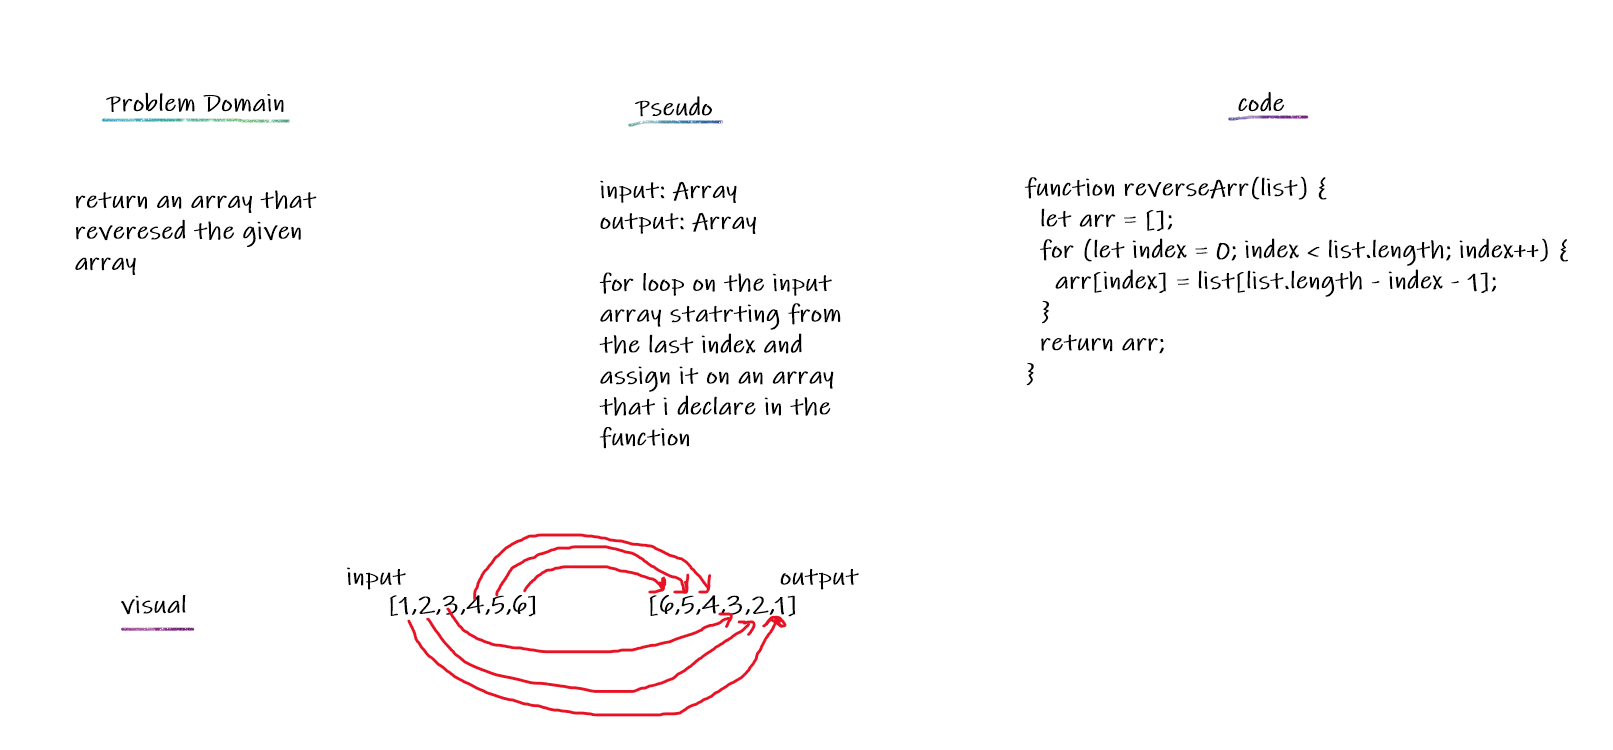 Problem Domain
return an array that
reveresed the given
array
Pseudo
input: Array
output: Array
for loop on the input
array statrting from
the last index and
assign it on an array
that i declare in the
function
code
function reverseArr(list) {
let arr = [];
for (let index = 0; index < list.length; index++) {
arr[index] = list[list.length - index - 1];
}
return arr;
}
visual
input
[1,2,3,4,5,6]
output
[6,5,4,3,2,1]